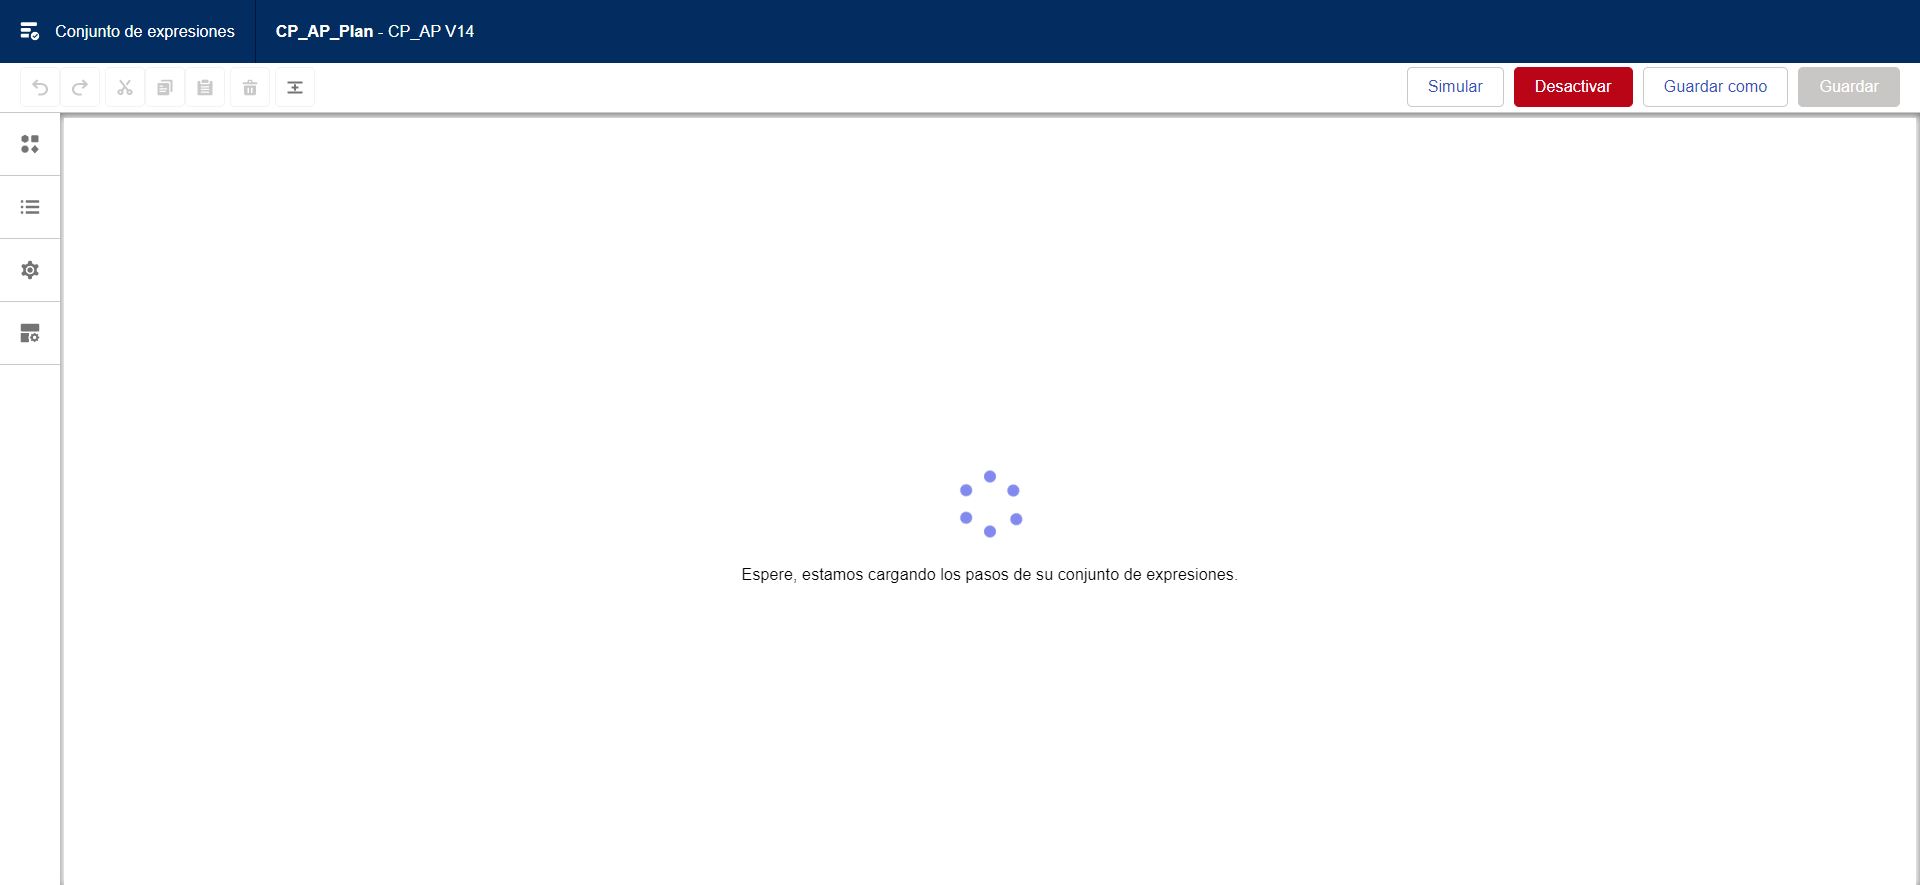 Conjunto de expresiones
CP_AP_Plan - CP_AP V14
Simular
Desactivar
Guardar como
Guardar
Espere, estamos cargando los pasos de su conjunto de expresiones.